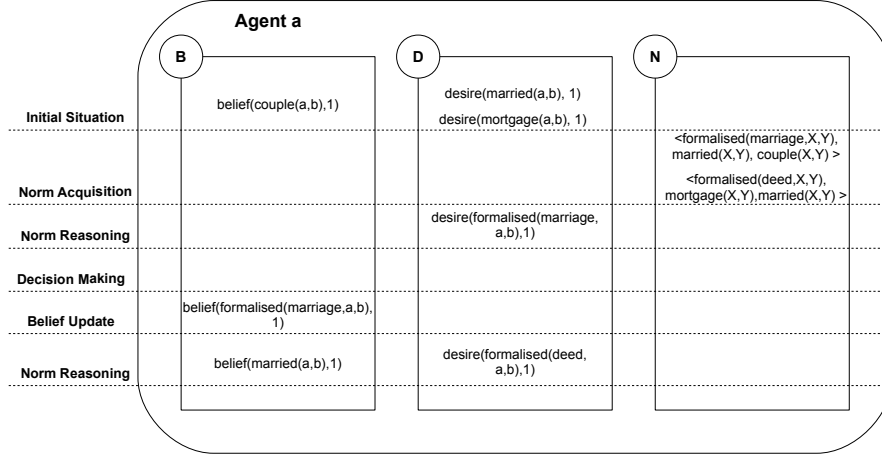 Agent a
B
D
N
belief(couple(a,b),1)
desire(married(a,b), 1)
desire(mortgage(a,b), 1)
Initial Situation
<formalised(marriage,X,Y),
married(X,Y), couple(X,Y) >
<formalised(deed,X,Y),
mortgage(X,Y),married(X,Y) >
Norm Acquisition
desire(formalised(marriage,
a,b),1)
Norm Reasoning
Decision Making
belief(formalised(marriage,a,b),
1)
Belief Update
belief(married(a,b),1)
desire(formalised(deed,
a,b),1)
Norm Reasoning